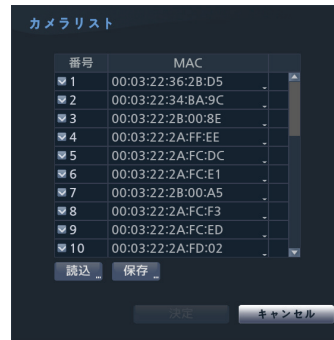 カメラリスト
番号 MAC
1 00:03:22:36:2B:D5
2 00:03:22:34:BA:9C
3 00:03:22:2B:00:8E
4 00:03:22:2A:FF:EE
5 00:03:22:2A:FC:DC
6 00:03:22:2A:FC:E1
7 00:03:22:2B:00:A5
8 00:03:22:2A:FC:F3
9 00:03:22:2A:FC:ED
10 00:03:22:2A:FD:02
読込... 保存...
決定 キャンセル